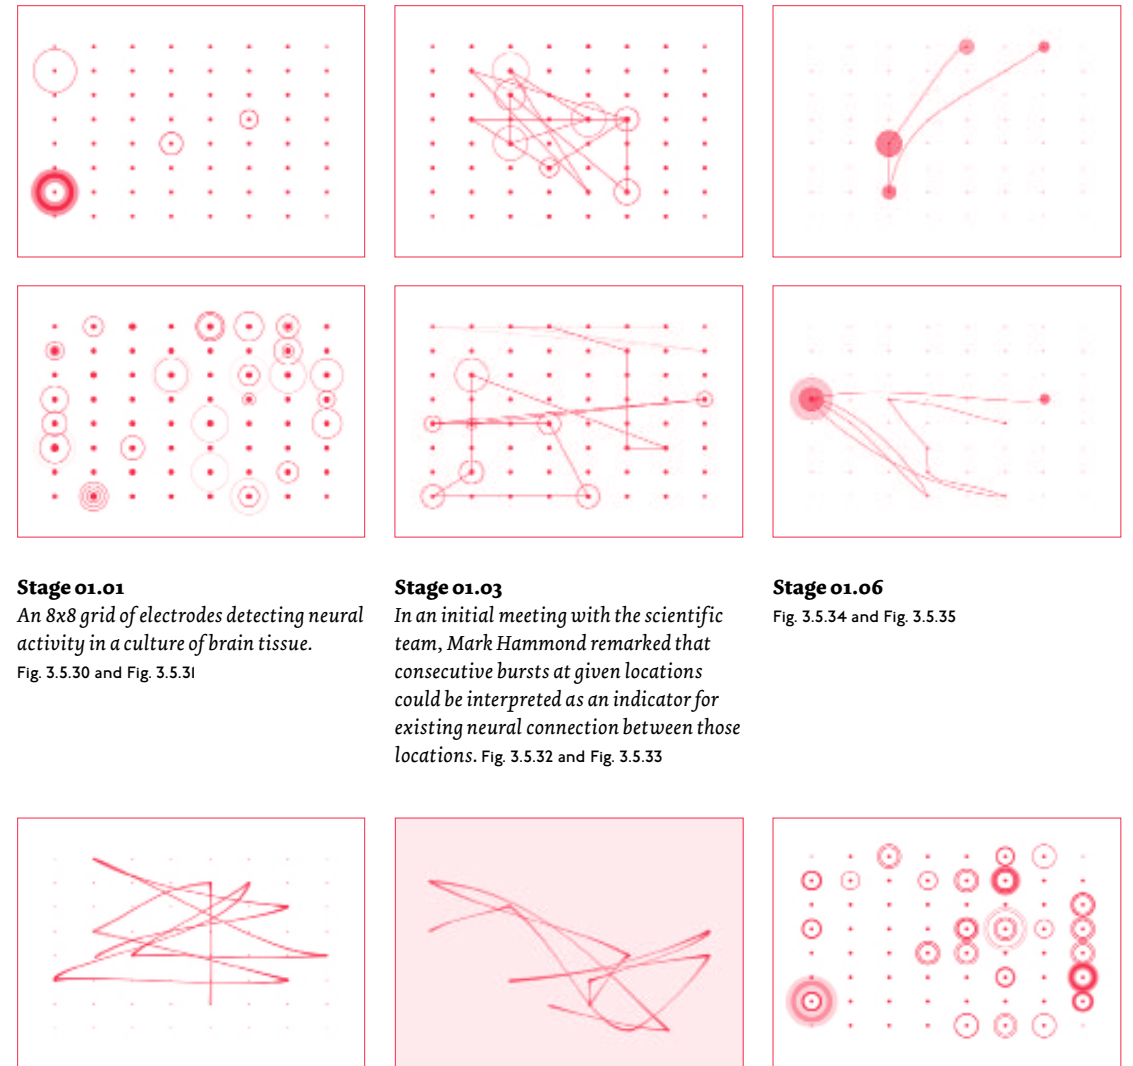 Stage 01.01
An 8x8 grid of electrodes detecting neural
activity in a culture of brain tissue.
Fig. 3.5.30 and Fig. 3.5.31
Stage 01.03
In an initial meeting with the scientific
team, Mark Hammond remarked that
consecutive bursts at given locations
could be interpreted as an indicator for
existing neural connection between those
locations. Fig. 3.5.32 and Fig. 3.5.33
Stage 01.06
Fig. 3.5.34 and Fig. 3.5.35